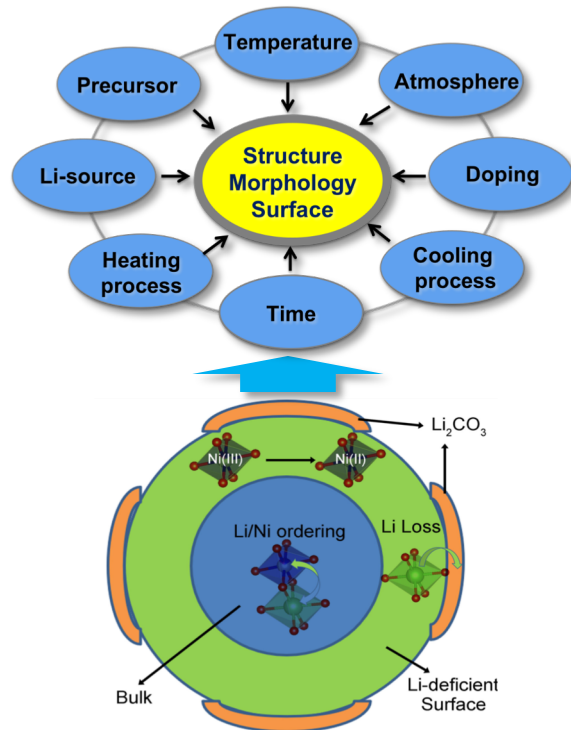 Temperature
Precursor
Atmosphere
Structure
Morphology
Surface
Li-source
Doping
Heating
process
Cooling
process
Time
Li₂CO₃
Ni(III)
Ni(II)
Li/Ni ordering
Li Loss
Bulk
Li-deficient
Surface